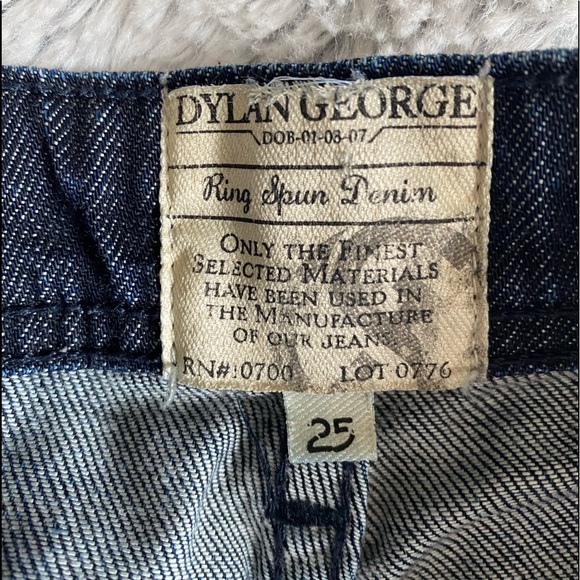 DYLAN GEORGE
DOB-01-03-07
Ring Spun Denim
ONLY THE FINEST
SELECTED MATERIALS
HAVE BEEN USED IN
THE MANUFACTURE
OF OUR JEANS
RN#: 0700 LOT 0776
25